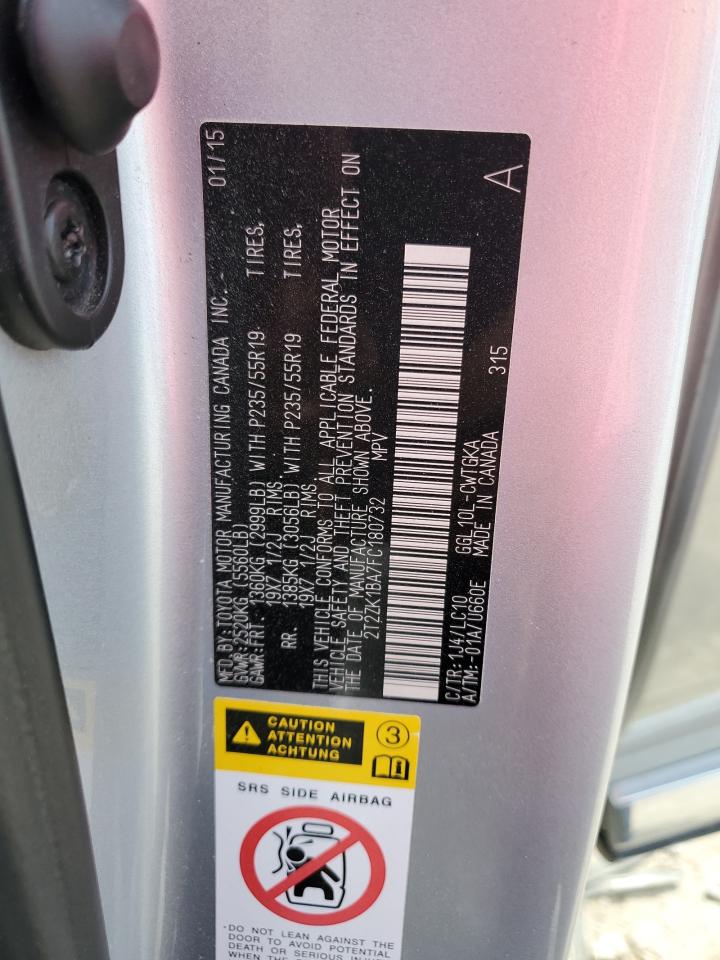 MFD.BY:TOYOTA MOTOR MANUFACTURING CANADA INC. 01/15
GVWR:2520KG (5560LB)
GAWR:FRT. 1360KG (2999LB) WITH P235/55R19 TIRES,
19X7 1/2J RIMS,
RR. 1385KG (3056LB) WITH P235/55R19 TIRES,
19X7 1/2J RIMS.
THIS VEHICLE CONFORMS TO ALL APPLICABLE FEDERAL MOTOR
VEHICLE SAFETY AND THEFT PREVENTION STANDARDS IN EFFECT ON
THE DATE OF MANUFACTURE SHOWN ABOVE.
2T2ZK1BA7FC180732 MPV
C/TR:1J4/LC10 GGL10L-CWTGKA 315 A
A/TM:-01A/U660E MADE IN CANADA
CAUTION
ATTENTION
ACHTUNG
3
SRS SIDE AIRBAG
·DO NOT LEAN AGAINST THE
DOOR TO AVOID POTENTIAL
DEATH OR SERIOUS INJURY
WHEN THE